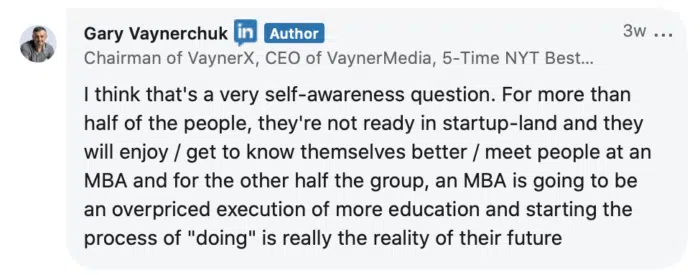 Gary Vaynerchuk in Author 3w ...
Chairman of VaynerX, CEO of VaynerMedia, 5-Time NYT Best...
I think that's a very self-awareness question. For more than
half of the people, they're not ready in startup-land and they
will enjoy / get to know themselves better / meet people at an
MBA and for the other half the group, an MBA is going to be
an overpriced execution of more education and starting the
process of "doing" is really the reality of their future